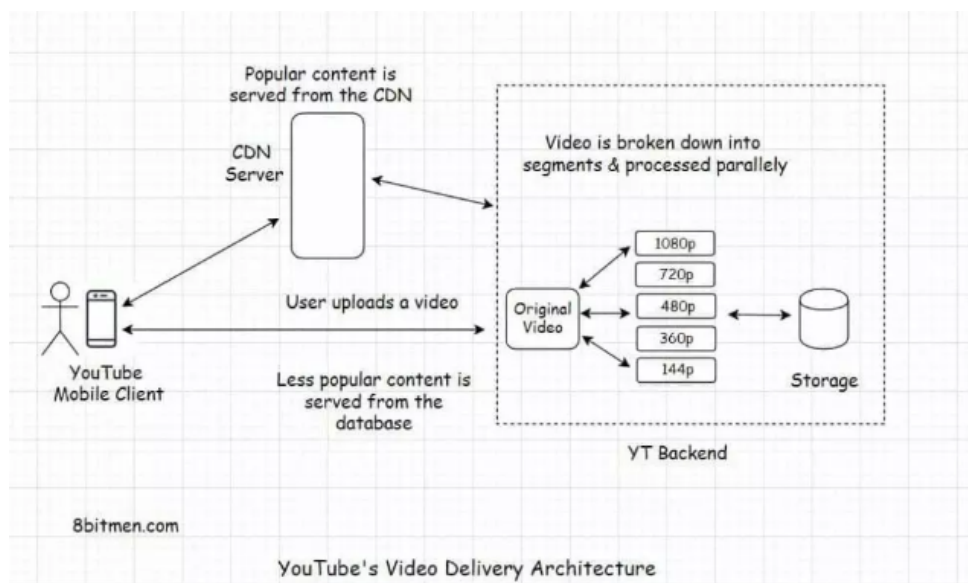 Popular content is
served from the CDN
CDN
Server
Video is broken down into
segments & processed parallely
1080p
720p
480p
360p
144p
Original
Video
Storage
User uploads a video
Less popular content is
served from the
database
YouTube
Mobile Client
YT Backend
8bitmen.com
YouTube's Video Delivery Architecture